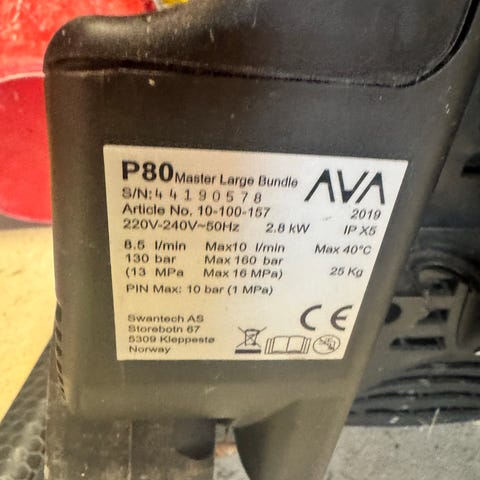 P80 Master Large Bundle
AVA
S/N: 44190578
Article No. 10-100-157 2019
220V-240V~50Hz 2.8 kW IP X5
8.5 l/min Max10 l/min Max 40°C
130 bar Max 160 bar
(13 MPa Max 16 MPa) 25 Kg
PIN Max: 10 bar (1 MPa)
Swantech AS
Storebotn 67
5309 Kleppestø
Norway
CE